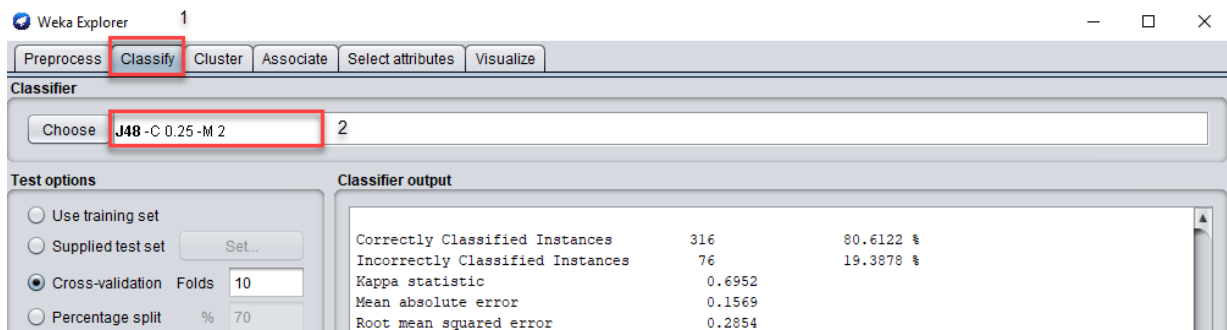 Weka Explorer 1
Preprocess Classify Cluster Associate Select attributes Visualize
Classifier
Choose J48 -C 0.25 -M 2 2
Test options
Use training set
Supplied test set Set...
Cross-validation Folds 10
Percentage split % 70
Classifier output
Correctly Classified Instances 316 80.6122 %
Incorrectly Classified Instances 76 19.3878 %
Kappa statistic 0.6952
Mean absolute error 0.1569
Root mean squared error 0.2854